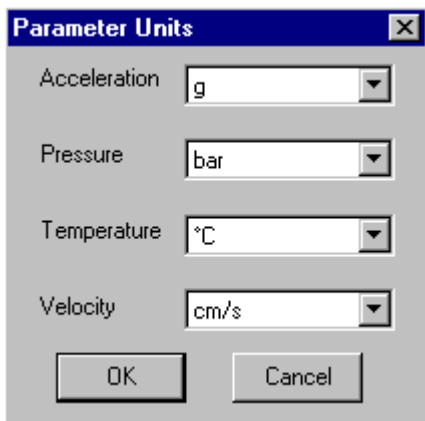 Parameter Units
Acceleration g
Pressure bar
Temperature °C
Velocity cm/s
OK Cancel